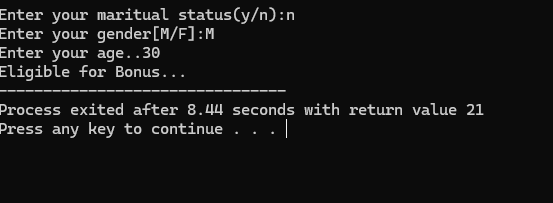 Enter your maritual status(y/n):n
Enter your gender[M/F]:M
Enter your age..30
Eligible for Bonus...
--------------------------------
Process exited after 8.44 seconds with return value 21
Press any key to continue . . .